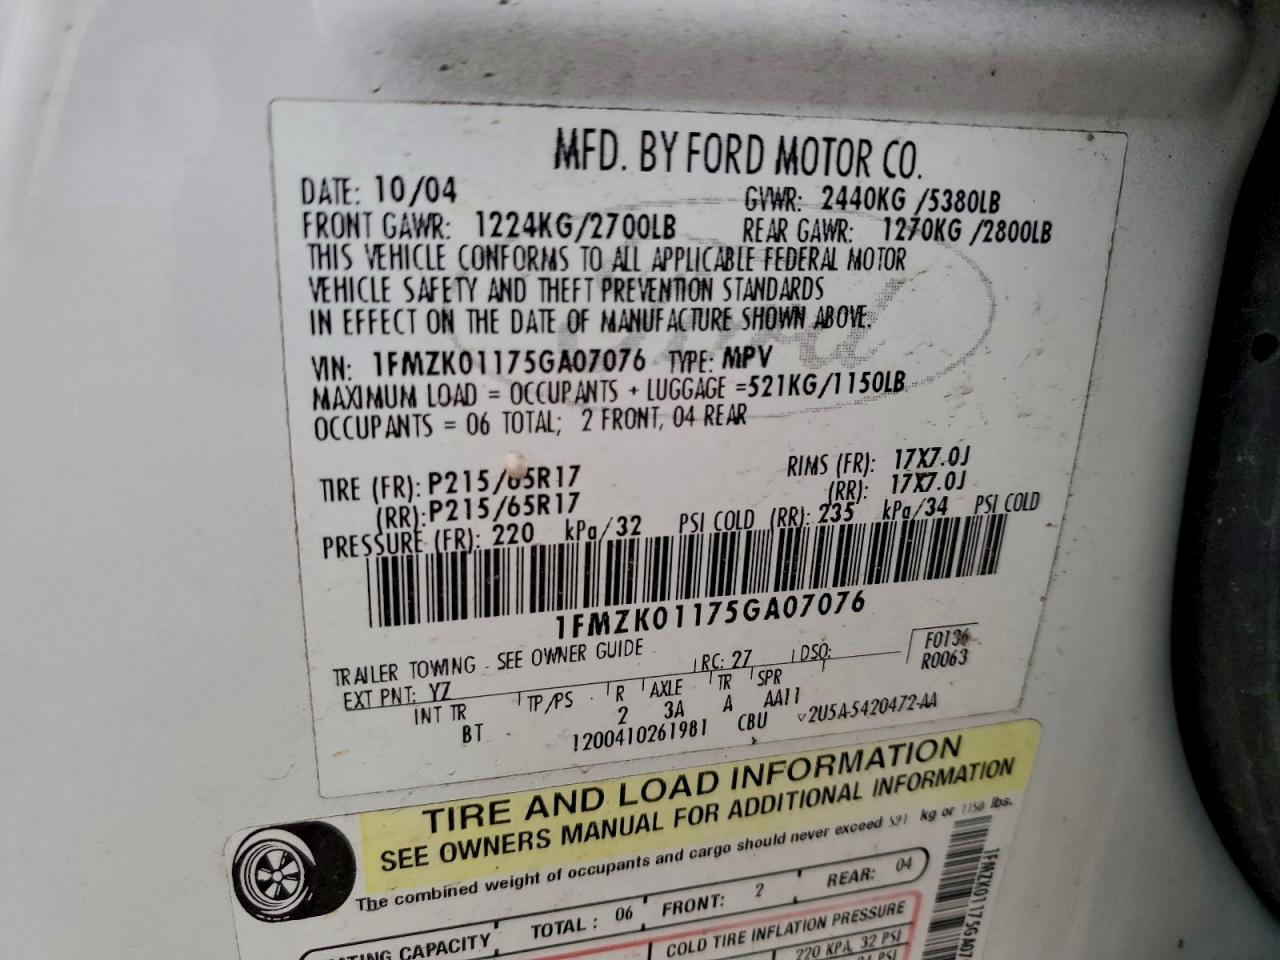 MFD. BY FORD MOTOR CO.
DATE: 10/04 GVWR: 2440KG /5380LB
FRONT GAWR: 1224KG/2700LB REAR GAWR: 1270KG /2800LB
THIS VEHICLE CONFORMS TO ALL APPLICABLE FEDERAL MOTOR
VEHICLE SAFETY AND THEFT PREVENTION STANDARDS
IN EFFECT ON THE DATE OF MANUFACTURE SHOWN ABOVE.
VIN: 1FMZK01175GA07076 TYPE: MPV
MAXIMUM LOAD = OCCUPANTS + LUGGAGE =521KG/1150LB
OCCUPANTS = 06 TOTAL; 2 FRONT, 04 REAR
TIRE (FR): P215/65R17 RIMS (FR): 17X7.0J
(RR): P215/65R17 (RR): 17X7.0J
PRESSURE (FR): 220 kPa/32 PSI COLD (RR): 235 kPa/34 PSI COLD
1FMZK01175GA07076
TRAILER TOWING - SEE OWNER GUIDE
F0136
R0063
EXT PNT: YZ RC: 27 DSO:
INT TR TP/PS R AXLE TR SPR
BT 2 3A A AA11
1200410261981 CBU ▽2U5A-5420472-AA
Ford
TIRE AND LOAD INFORMATION
SEE OWNERS MANUAL FOR ADDITIONAL INFORMATION
The combined weight of occupants and cargo should never exceed 521 kg or 1150 lbs.
CAPACITY TOTAL: 06 FRONT: 2 REAR: 04
COLD TIRE INFLATION PRESSURE
220 KPA, 32 PSI
1FMZK01175GA07